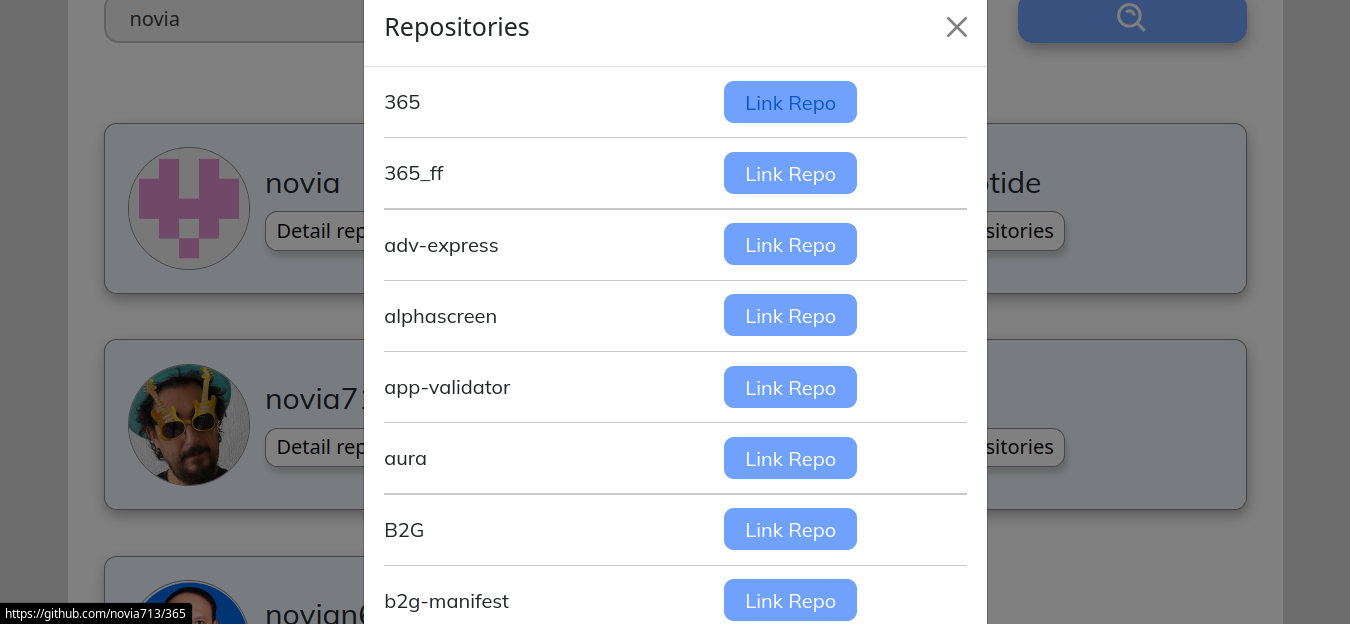 novia
Repositories
365 Link Repo
365_ff Link Repo
adv-express Link Repo
alphascreen Link Repo
app-validator Link Repo
aura Link Repo
B2G Link Repo
b2g-manifest Link Repo
novia
Detail rep
tide
sitories
novia7
Detail rep
sitories
novian
https://github.com/novia713/365